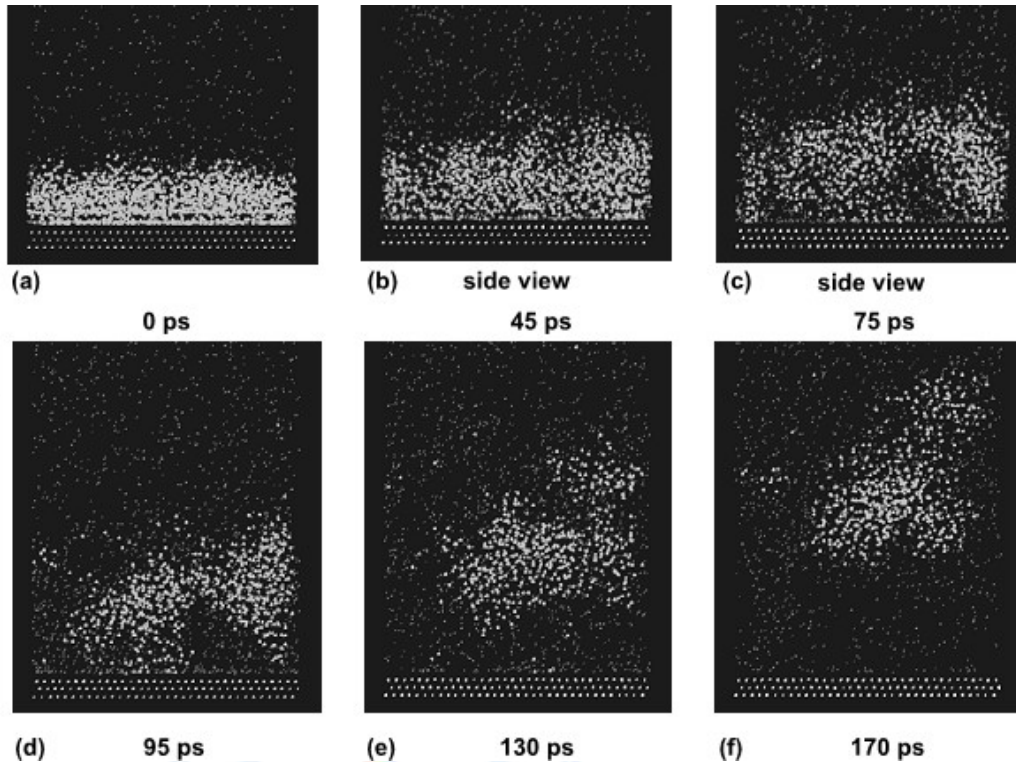 (a)
(b) side view
(c) side view
0 ps
45 ps
75 ps
(d) 95 ps
(e) 130 ps
(f) 170 ps